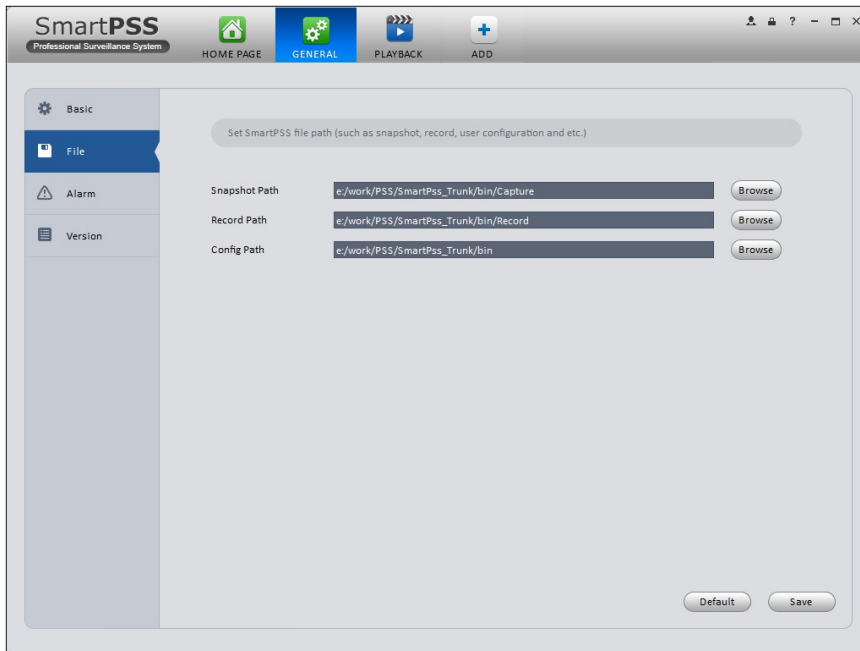 SmartPSS
Professional Surveillance System
HOME PAGE
GENERAL
PLAYBACK
ADD
?
Basic
File
Alarm
Version
Set SmartPSS file path (such as snapshot, record, user configuration and etc.)
Snapshot Path e:/work/PSS/SmartPss_Trunk/bin/Capture Browse
Record Path e:/work/PSS/SmartPss_Trunk/bin/Record Browse
Config Path e:/work/PSS/SmartPss_Trunk/bin Browse
Default Save